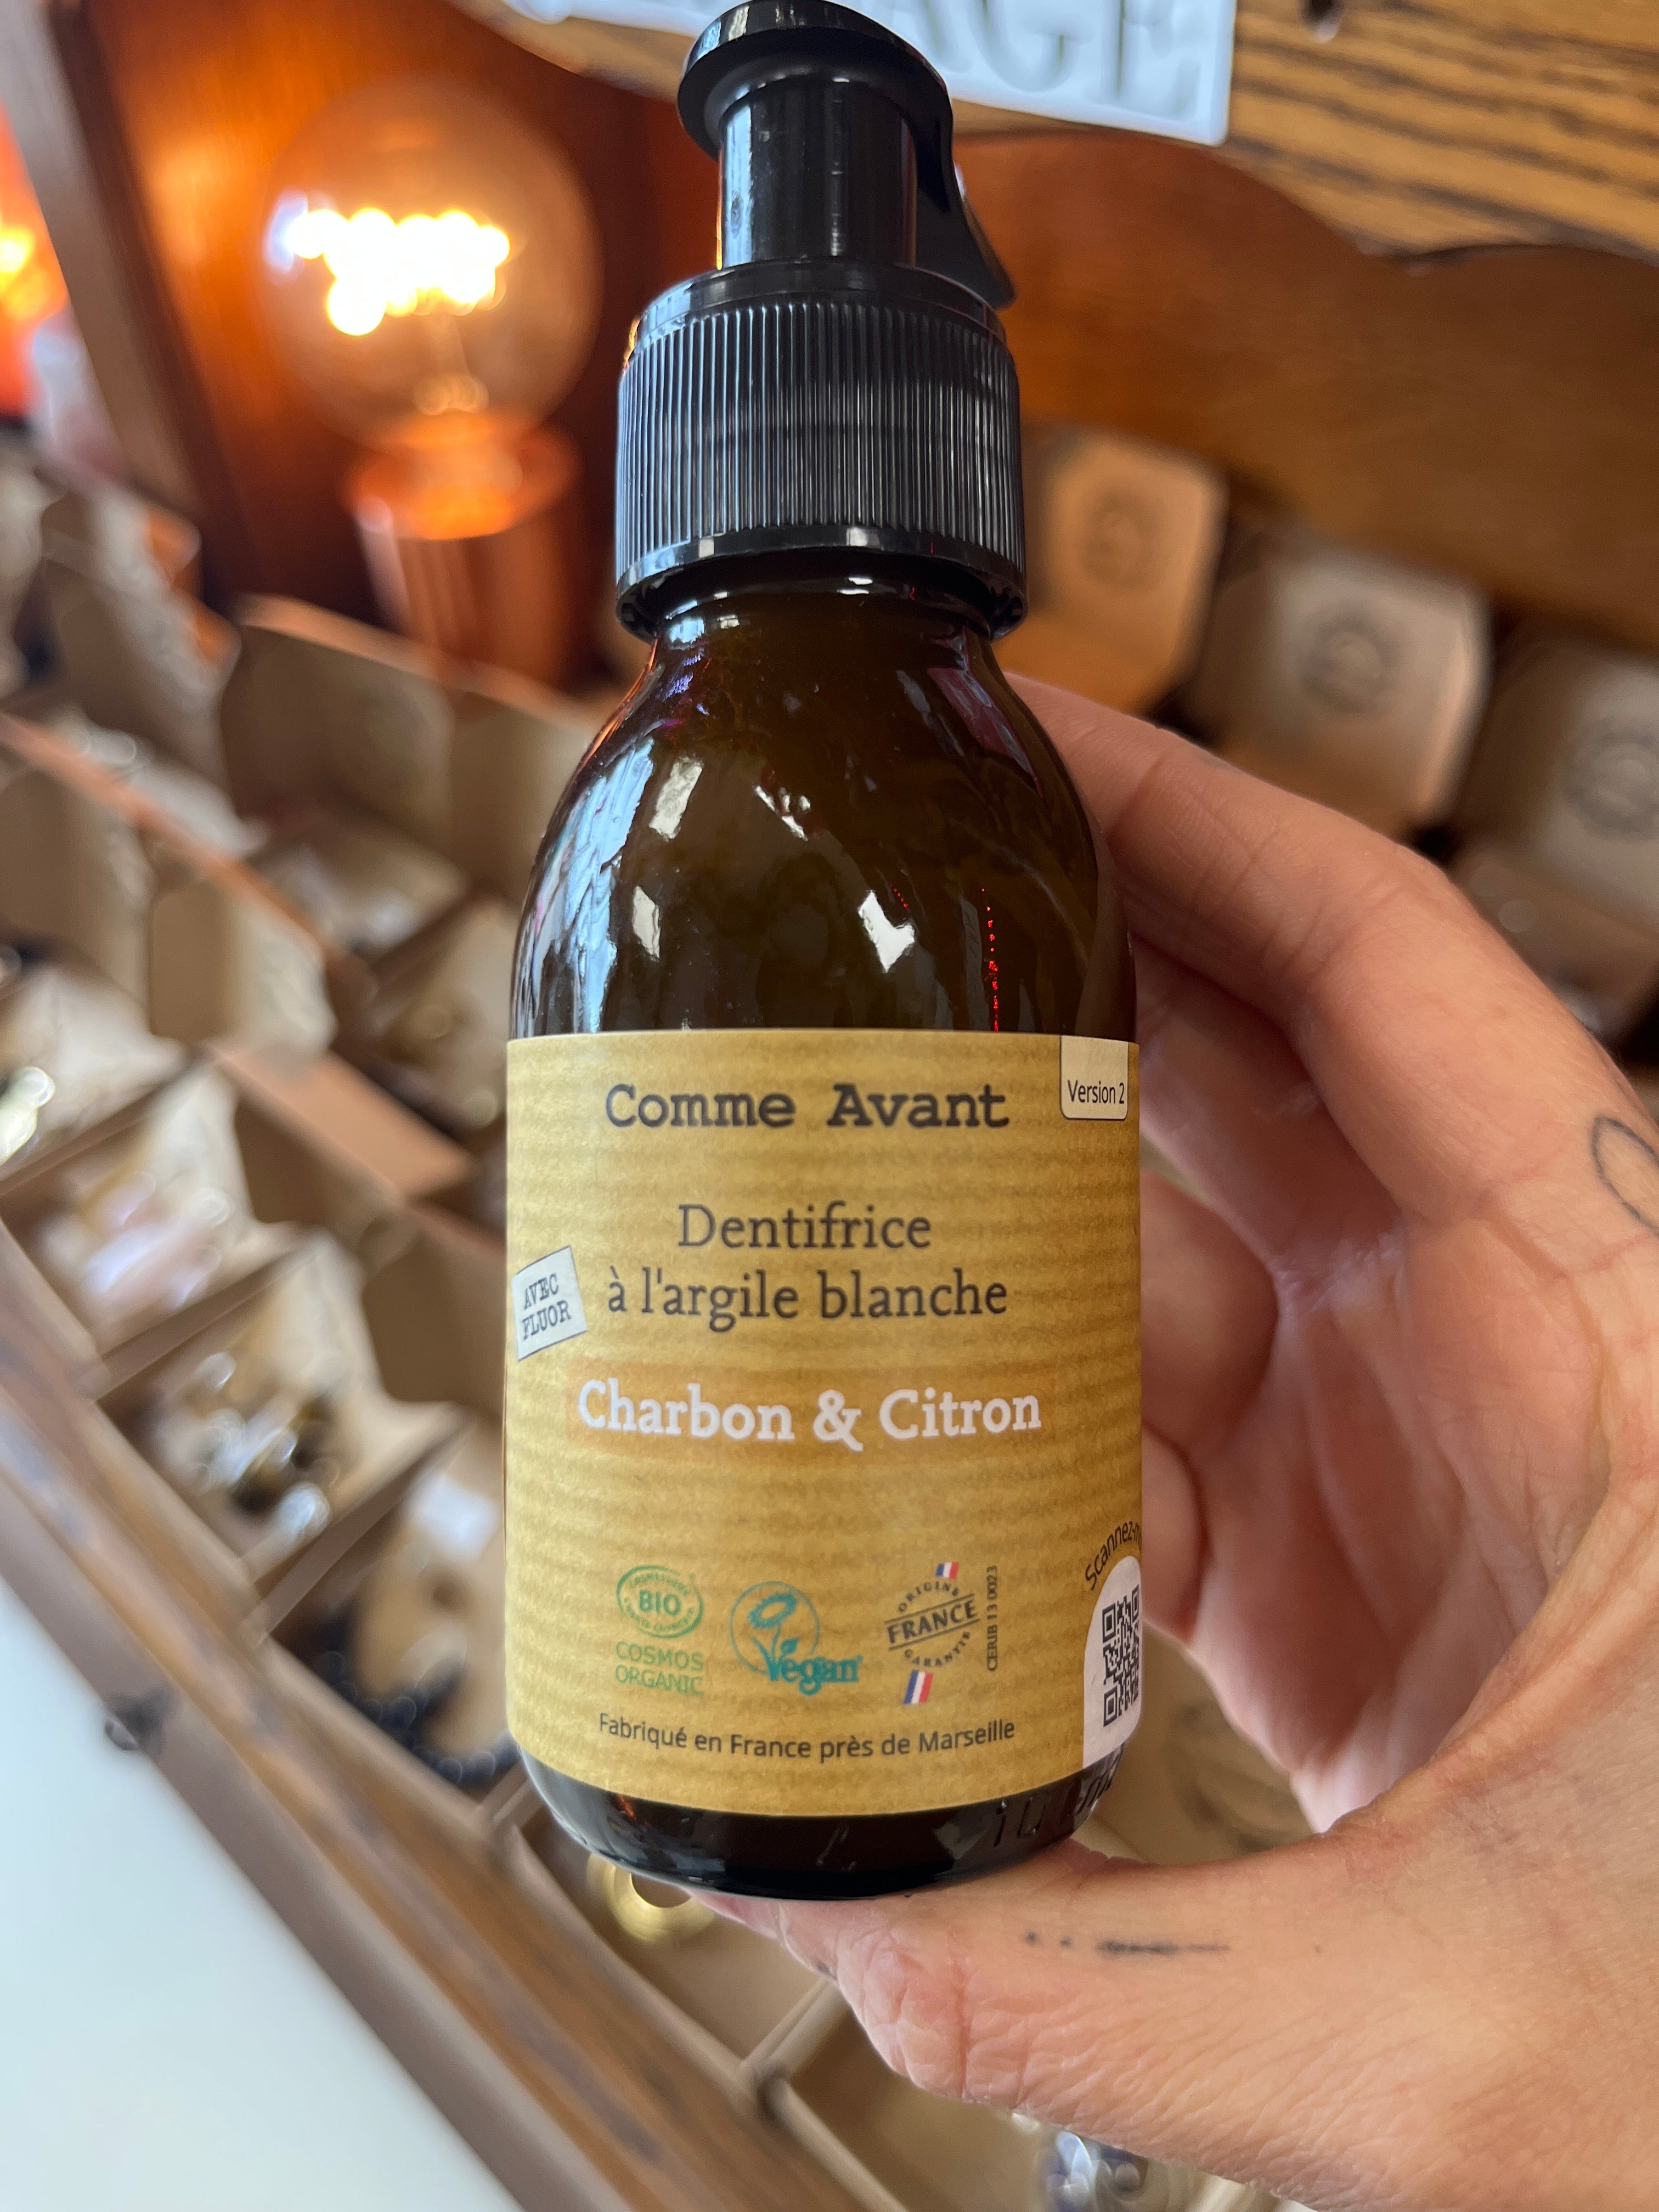 Comme Avant
Version 2
Dentifrice
à l'argile blanche
AVEC
FLUOR
Charbon & Citron
BIO
COSMOS
ORGANIC
Vegan
ORIGINE
FRANCE
GARANTIE
CERIB 13 0023
Fabriqué en France près de Marseille